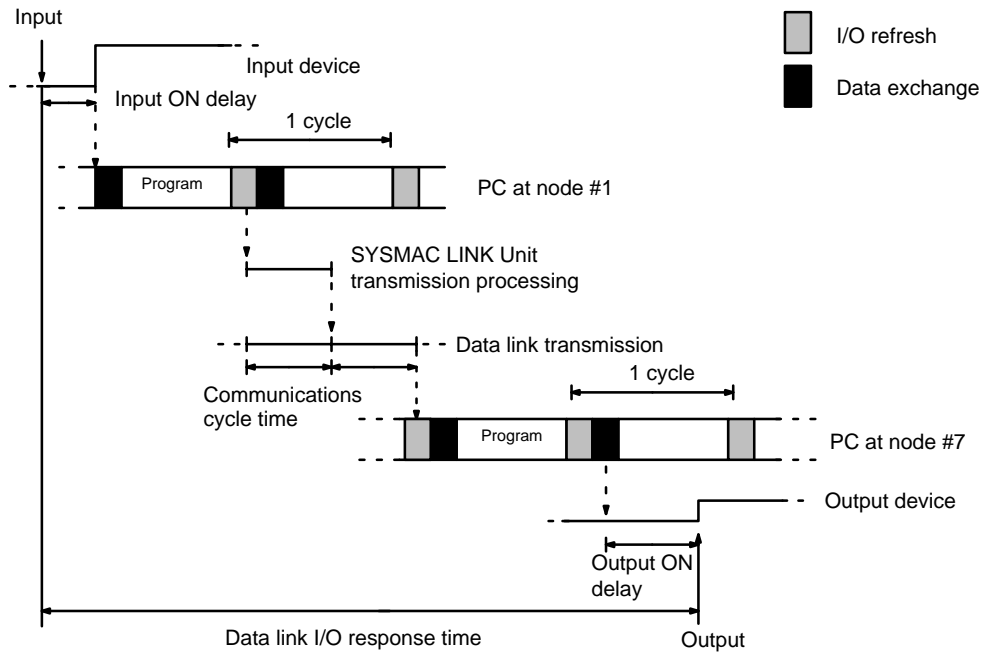 Input
I/O refresh
Input device
Data exchange
Input ON delay
1 cycle
Program
PC at node #1
SYSMAC LINK Unit
transmission processing
Data link transmission
Communications
cycle time
1 cycle
Program
PC at node #7
Output device
Output ON
delay
Data link I/O response time
Output